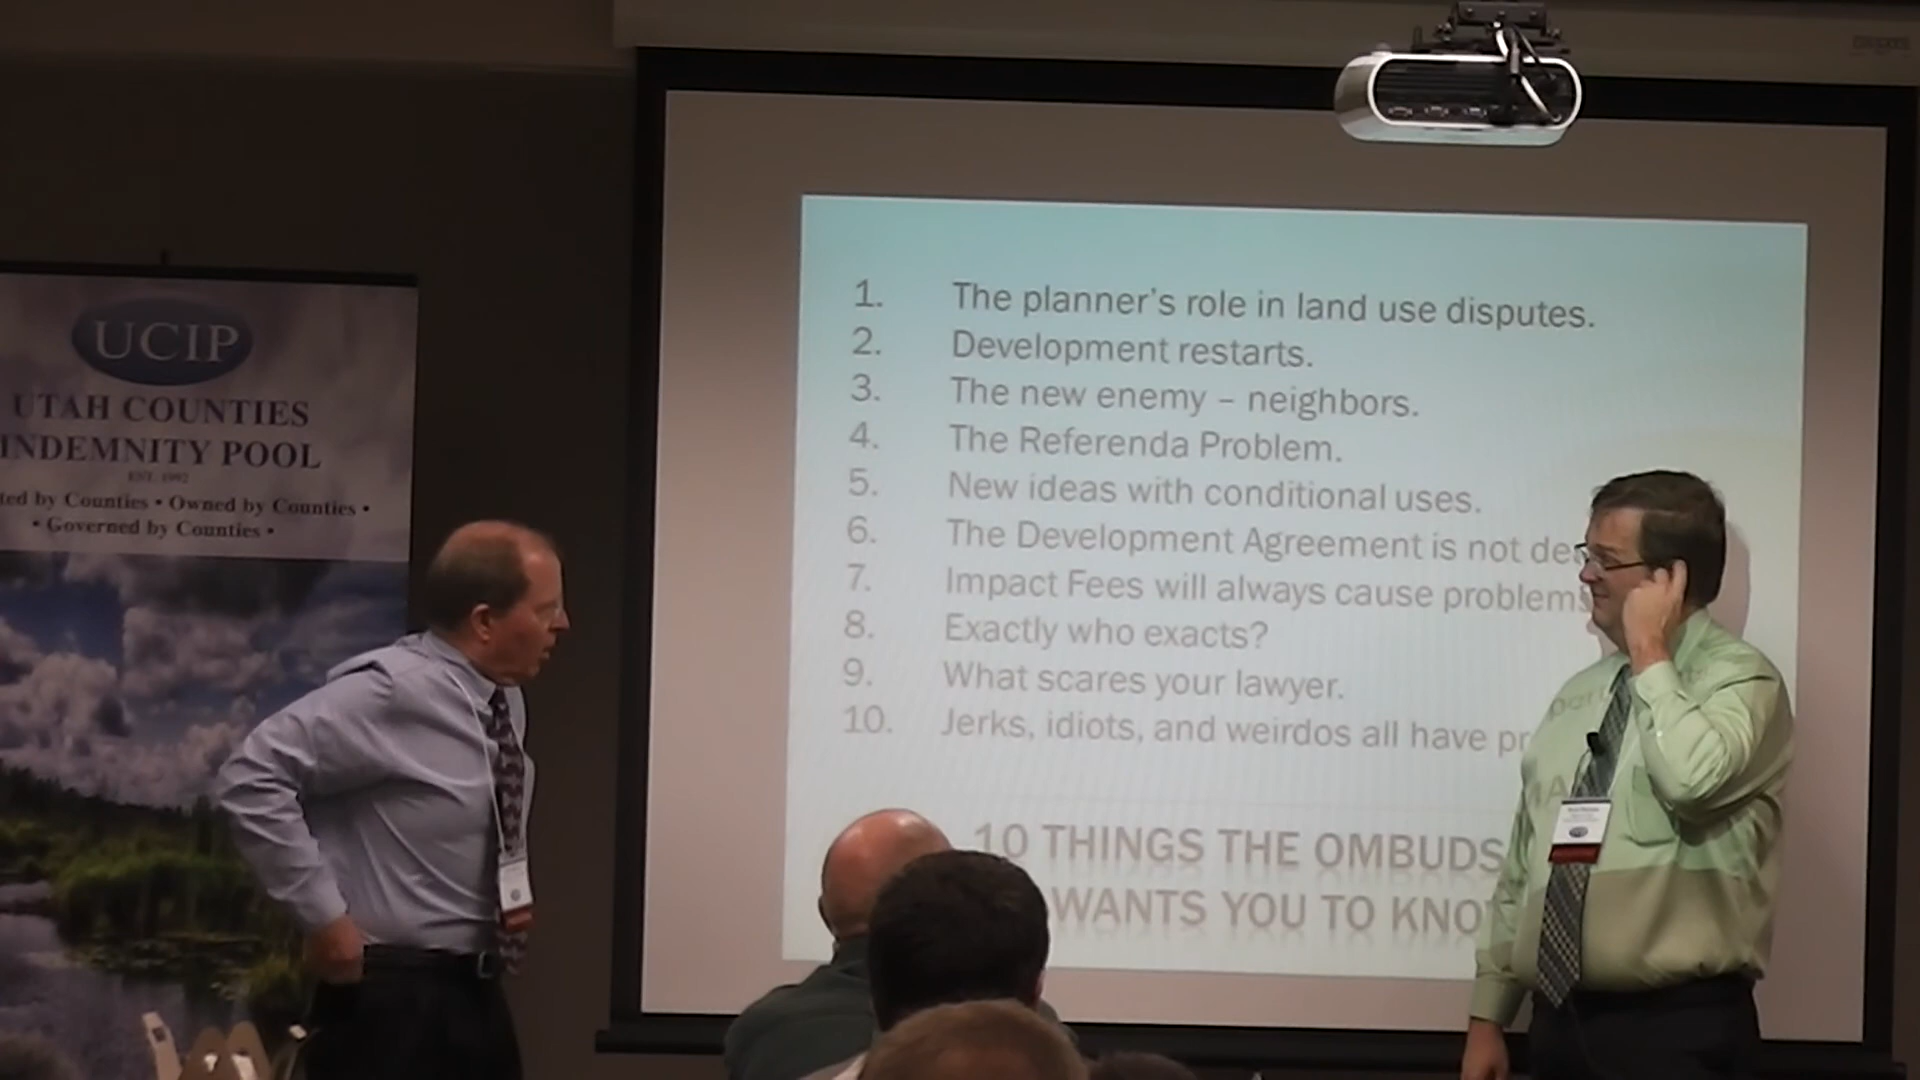 UCIP
UTAH COUNTIES
INDEMNITY POOL
EST. 1992
ted by Counties • Owned by Counties •
• Governed by Counties •
1. The planner's role in land use disputes.
2. Development restarts.
3. The new enemy – neighbors.
4. The Referenda Problem.
5. New ideas with conditional uses.
6. The Development Agreement is not de
7. Impact Fees will always cause problems
8. Exactly who exacts?
9. What scares your lawyer.
10. Jerks, idiots, and weirdos all have pr
10 THINGS THE OMBUDS
WANTS YOU TO KNO